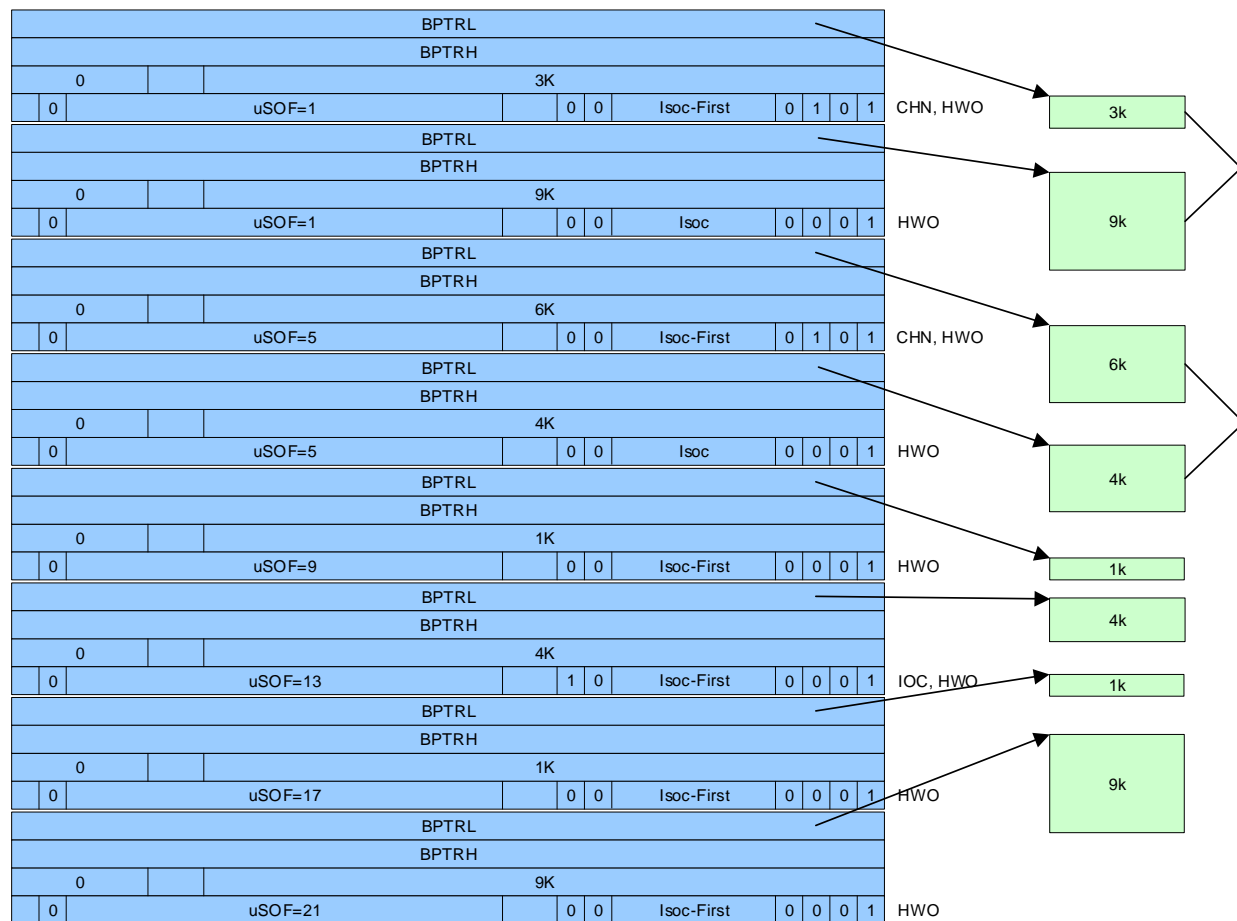 BPTRL
BPTRH
0 3K
0 uSOF=1 0 0 Isoc-First 0 1 0 1 CHN, HWO
3k
BPTRL
BPTRH
0 9K
0 uSOF=1 0 0 Isoc 0 0 0 1 HWO
9k
BPTRL
BPTRH
0 6K
0 uSOF=5 0 0 Isoc-First 0 1 0 1 CHN, HWO
6k
BPTRL
BPTRH
0 4K
0 uSOF=5 0 0 Isoc 0 0 0 1 HWO
4k
BPTRL
BPTRH
0 1K
0 uSOF=9 0 0 Isoc-First 0 0 0 1 HWO
1k
BPTRL
4k
BPTRH
0 4K
0 uSOF=13 1 0 Isoc-First 0 0 0 1 IOC, HWO
1k
BPTRL
BPTRH
0 1K
0 uSOF=17 0 0 Isoc-First 0 0 0 1 HWO
9k
BPTRL
BPTRH
0 9K
0 uSOF=21 0 0 Isoc-First 0 0 0 1 HWO